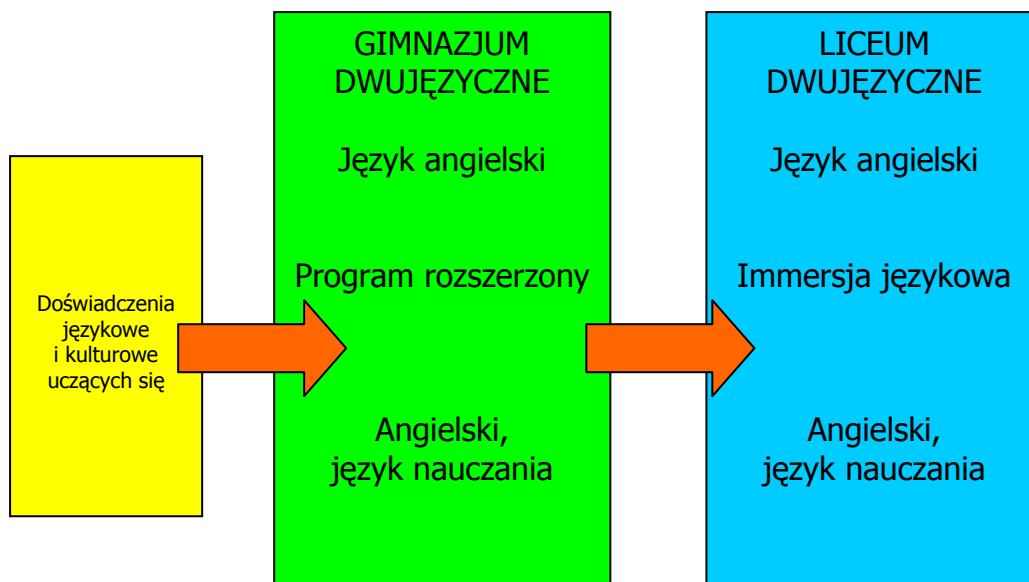 Doświadczenia
językowe
i kulturowe
uczących się
GIMNAZJUM
DWUJĘZYCZNE
Język angielski
Program rozszerzony
Angielski,
język nauczania
LICEUM
DWUJĘZYCZNE
Język angielski
Immersja językowa
Angielski,
język nauczania